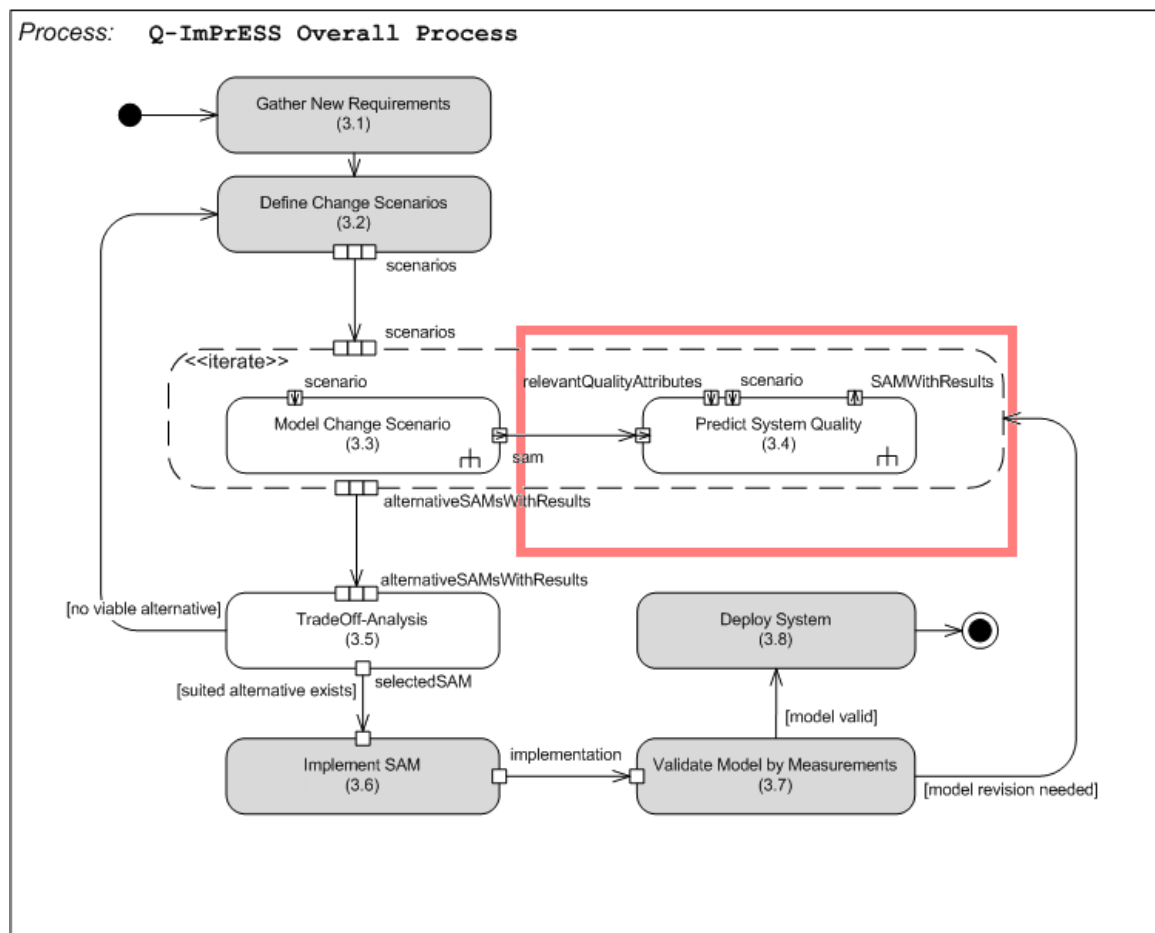 Process: Q-ImPrESS Overall Process
Gather New Requirements
(3.1)
Define Change Scenarios
(3.2)
scenarios
scenarios
<<iterate>>
scenario
relevantQualityAttributes
scenario
SAMWithResults
Model Change Scenario
(3.3)
sam
Predict System Quality
(3.4)
alternativeSAMsWithResults
alternativeSAMsWithResults
[no viable alternative]
TradeOff-Analysis
(3.5)
Deploy System
(3.8)
selectedSAM
[suited alternative exists]
[model valid]
Implement SAM
(3.6)
implementation
Validate Model by Measurements
(3.7)
[model revision needed]